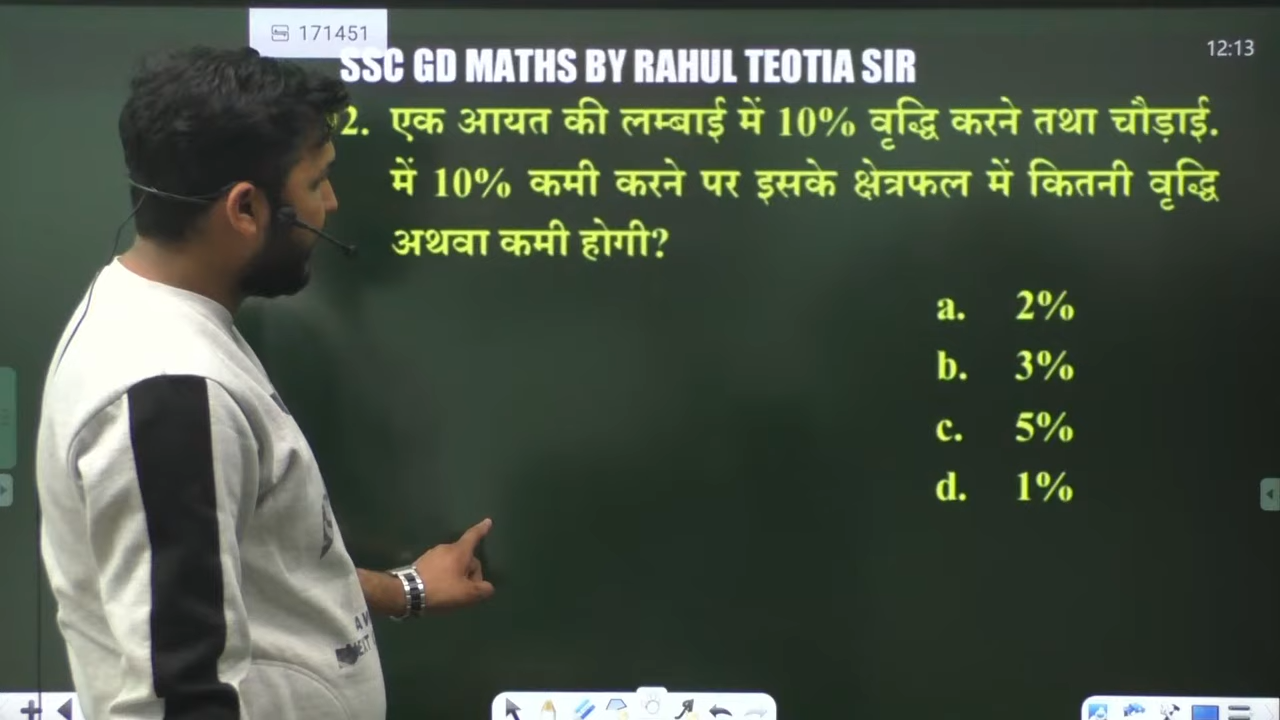 171451
12:13
SSC GD MATHS BY RAHUL TEOTIA SIR
2. एक आयत की लम्बाई में 10% वृद्धि करने तथा चौड़ाई.
में 10% कमी करने पर इसके क्षेत्रफल में कितनी वृद्धि
अथवा कमी होगी?
a. 2%
b. 3%
c. 5%
d. 1%